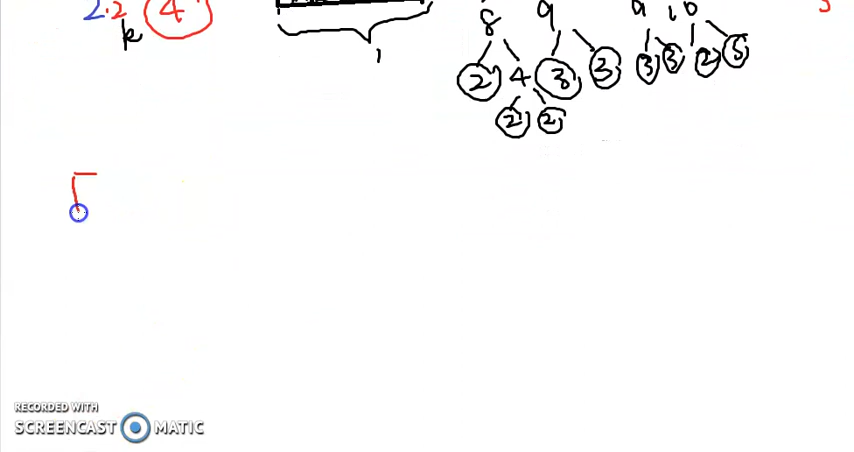 2·2 4
k
1
8 9 9 10
2 4 3 3 3 3 2 5
2 2
RECORDED WITH
SCREENCAST MATIC